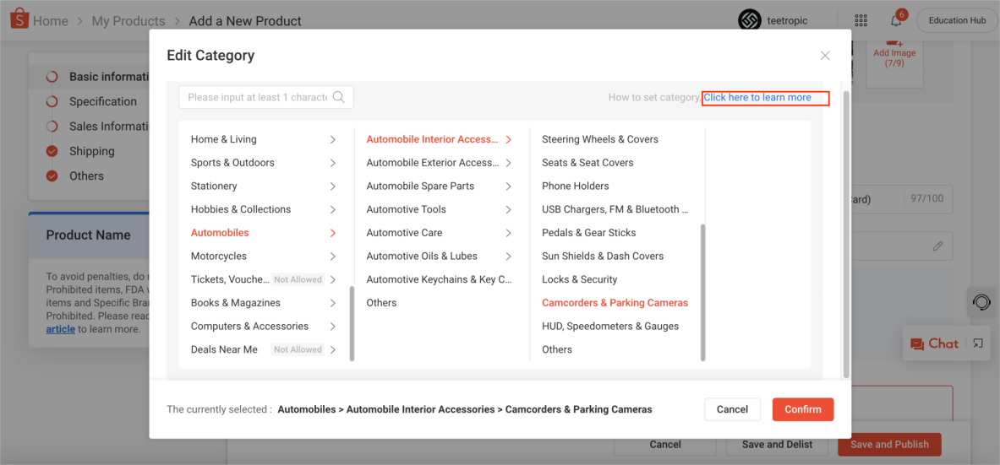 Home > My Products > Add a New Product
teetropic
6
Education Hub
Edit Category
Add Image
(7/9)
Basic informati
Specification
Sales Informati
Shipping
Others
Please input at least 1 characte
How to set category, Click here to learn more
Home & Living
Sports & Outdoors
Stationery
Hobbies & Collections
Automobiles
Motorcycles
Tickets, Vouche... Not Allowed
Books & Magazines
Computers & Accessories
Deals Near Me Not Allowed
Automobile Interior Access...
Automobile Exterior Access...
Automobile Spare Parts
Automotive Tools
Automotive Care
Automotive Oils & Lubes
Automotive Keychains & Key C...
Others
Steering Wheels & Covers
Seats & Seat Covers
Phone Holders
USB Chargers, FM & Bluetooth ...
Pedals & Gear Sticks
Sun Shields & Dash Covers
Locks & Security
Camcorders & Parking Cameras
HUD, Speedometers & Gauges
Others
ard) 97/100
Product Name
To avoid penalties, do
Prohibited items, FDA
items and Specific Bra
Prohibited. Please read
article to learn more.
Chat
The currently selected : Automobiles > Automobile Interior Accessories > Camcorders & Parking Cameras
Cancel
Confirm
Cancel
Save and Delist
Save and Publish